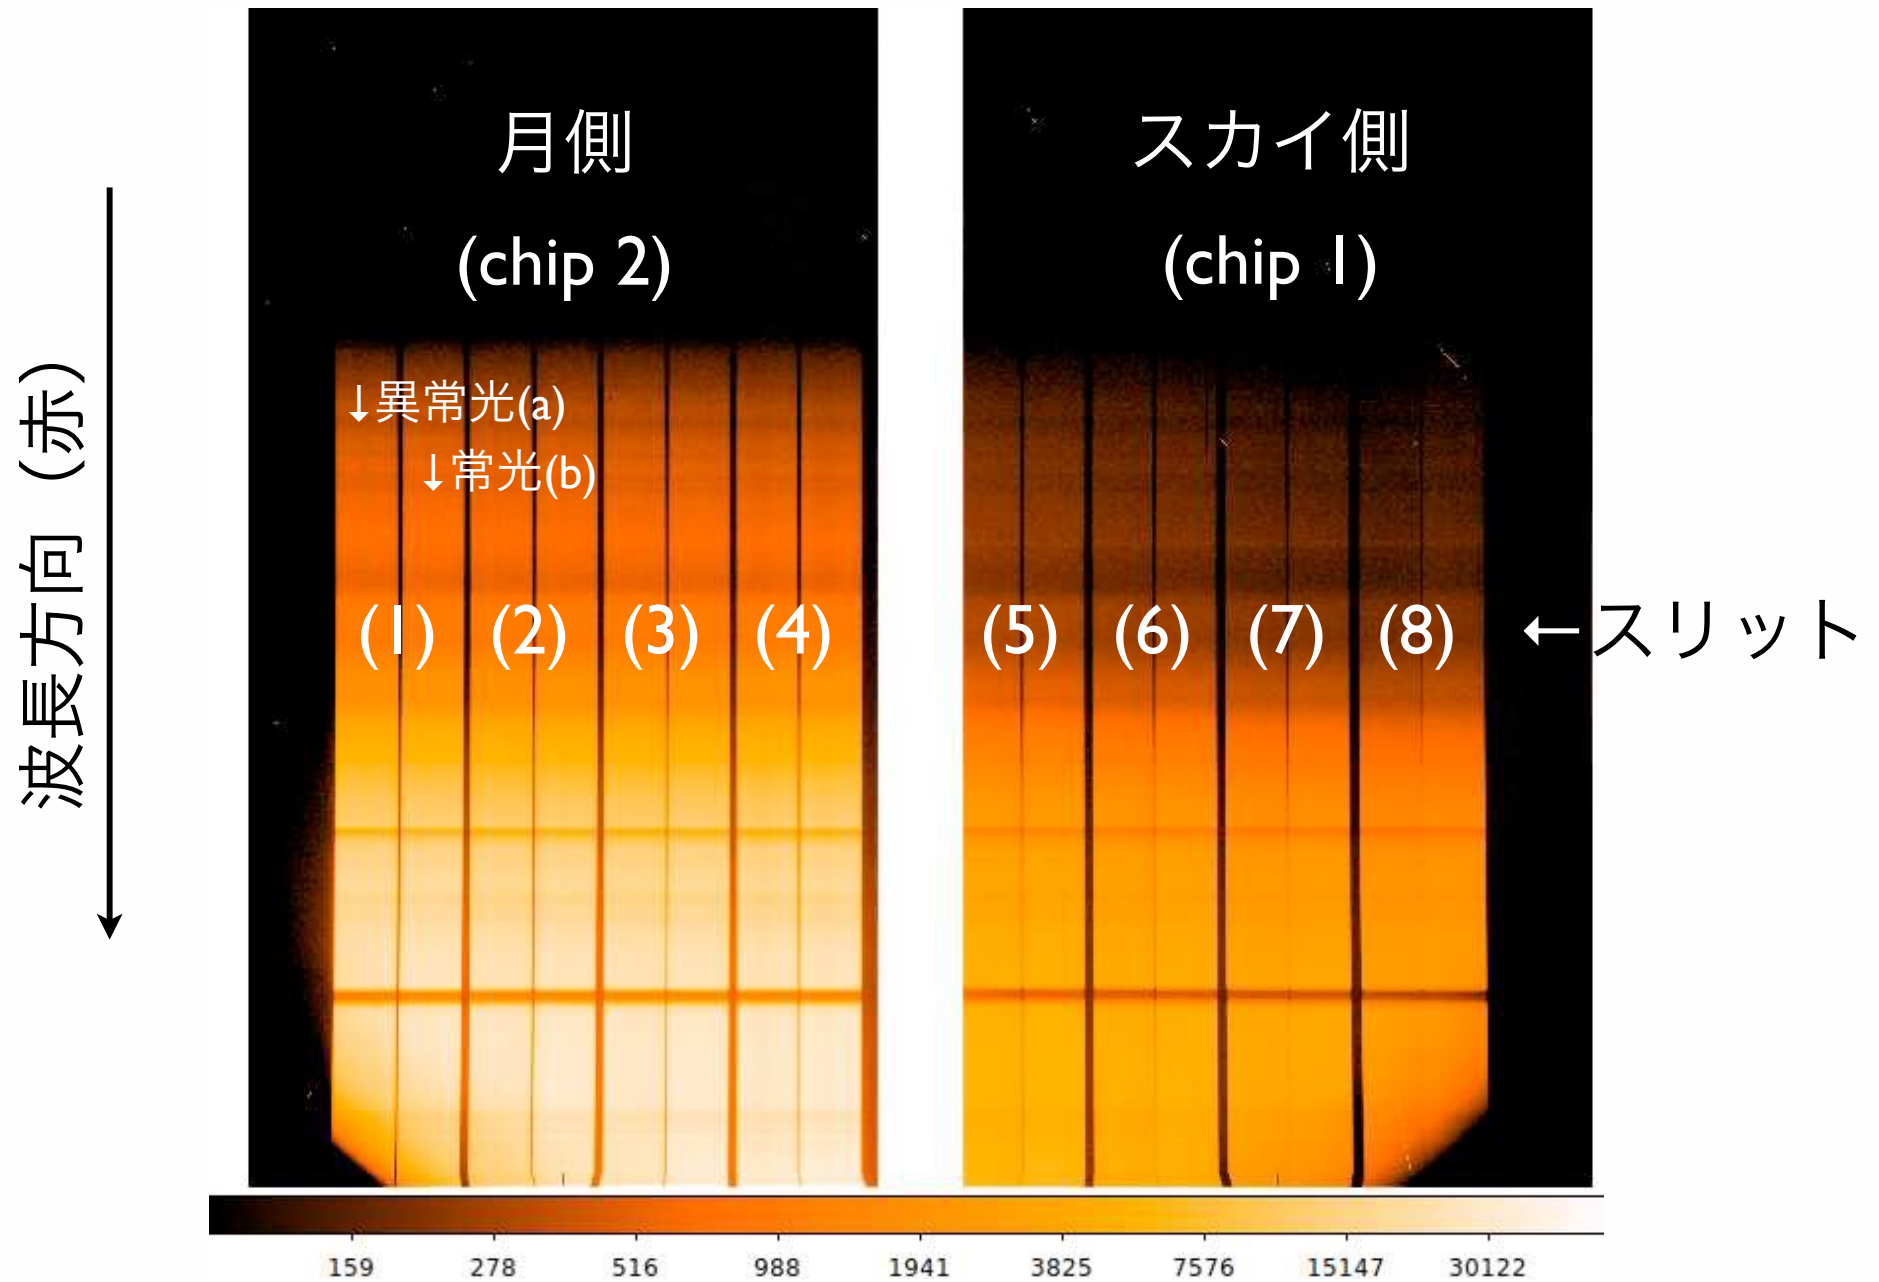 月側
(chip 2)
スカイ側
(chip 1)
波長方向（赤）
↓異常光(a)
↓常光(b)
(1) (2) (3) (4) (5) (6) (7) (8) ←スリット
159 278 516 988 1941 3825 7576 15147 30122